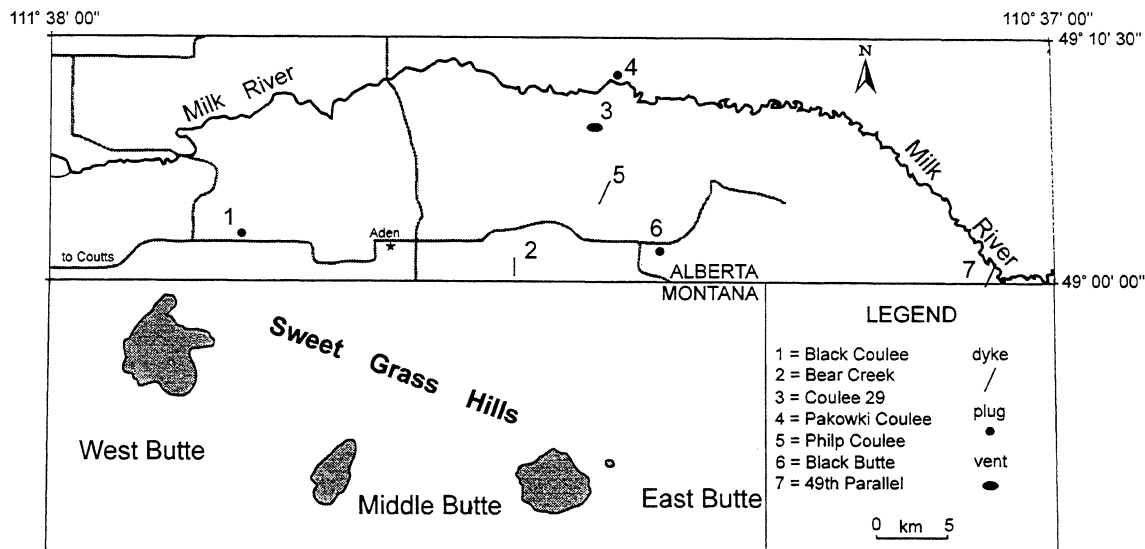 111° 38' 00"
110° 37' 00"
49° 10' 30"
N
4
Milk River
3
Milk River
5
1
Aden
6
to Coutts
2
7
ALBERTA
49° 00' 00"
MONTANA
LEGEND
Sweet Grass Hills
1 = Black Coulee
2 = Bear Creek
3 = Coulee 29
4 = Pakowki Coulee
5 = Philp Coulee
6 = Black Butte
7 = 49th Parallel
dyke
plug
vent
West Butte
Middle Butte
East Butte
0 km 5